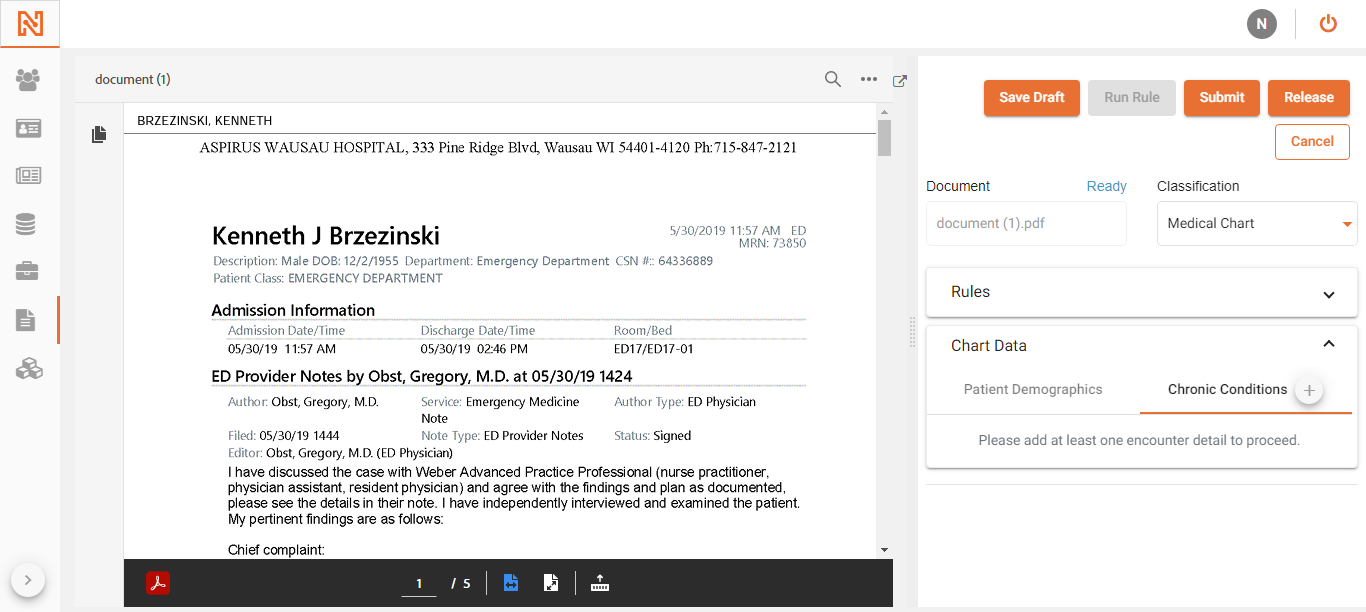 N
document (1)
BRZEZINSKI, KENNETH
ASPIRUS WAUSAU HOSPITAL, 333 Pine Ridge Blvd, Wausau WI 54401-4120 Ph:715-847-2121
Kenneth J Brzezinski
5/30/2019 11:57 AM ED
MRN: 73850
Description: Male DOB: 12/2/1955 Department: Emergency Department CSN #:: 64336889
Patient Class: EMERGENCY DEPARTMENT
Admission Information
Admission Date/Time Discharge Date/Time Room/Bed
05/30/19 11:57 AM 05/30/19 02:46 PM ED17/ED17-01
ED Provider Notes by Obst, Gregory, M.D. at 05/30/19 1424
Author: Obst, Gregory, M.D. Service: Emergency Medicine Author Type: ED Physician
Note
Filed: 05/30/19 1444 Note Type: ED Provider Notes Status: Signed
Editor: Obst, Gregory, M.D. (ED Physician)
I have discussed the case with Weber Advanced Practice Professional (nurse practitioner,
physician assistant, resident physician) and agree with the findings and plan as documented,
please see the details in their note. I have independently interviewed and examined the patient.
My pertinent findings are as follows:
Chief complaint:
1 / 5
Save Draft Run Rule Submit Release
Cancel
Document Ready Classification
document (1).pdf Medical Chart
Rules
Chart Data
Patient Demographics Chronic Conditions +
Please add at least one encounter detail to proceed.